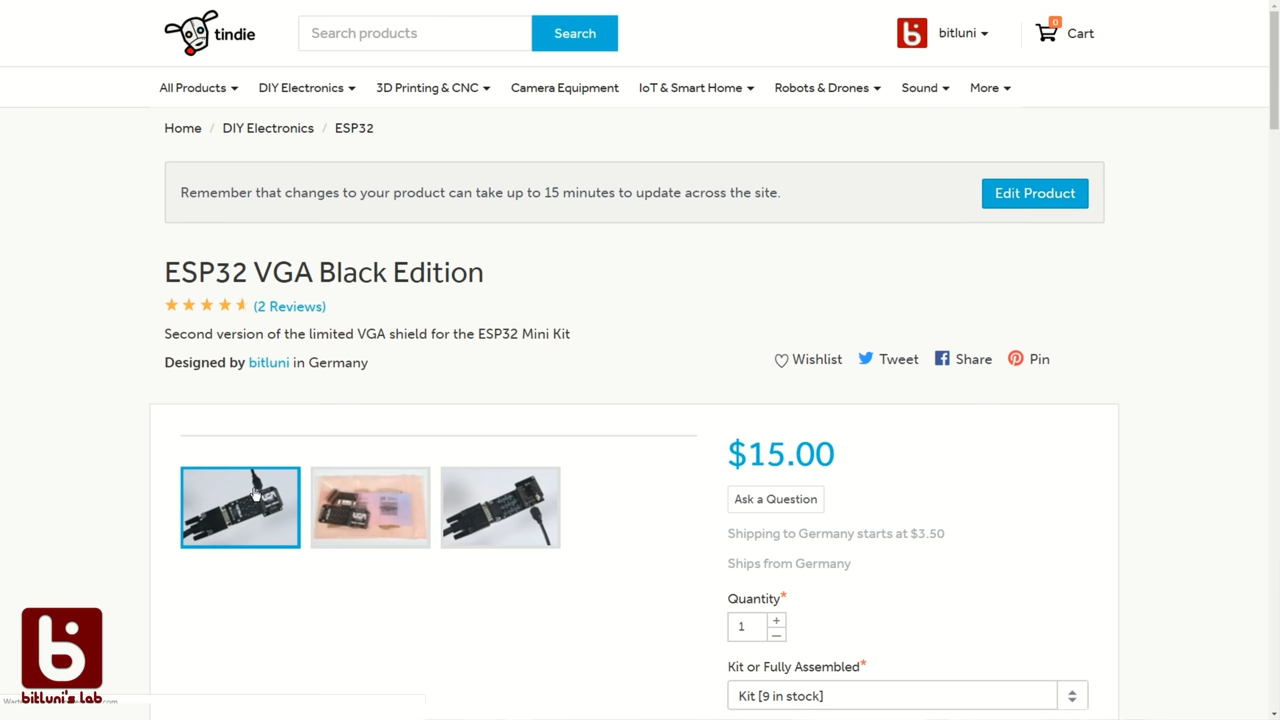 tindie
Search products
Search
bitluni
0
Cart
All Products
DIY Electronics
3D Printing & CNC
Camera Equipment
IoT & Smart Home
Robots & Drones
Sound
More
Home / DIY Electronics / ESP32
Remember that changes to your product can take up to 15 minutes to update across the site.
Edit Product
ESP32 VGA Black Edition
(2 Reviews)
Second version of the limited VGA shield for the ESP32 Mini Kit
Designed by bitluni in Germany
Wishlist
Tweet
Share
Pin
$15.00
Ask a Question
Shipping to Germany starts at $3.50
Ships from Germany
Quantity*
1
+
−
Kit or Fully Assembled*
Kit [9 in stock]
bitluni's lab